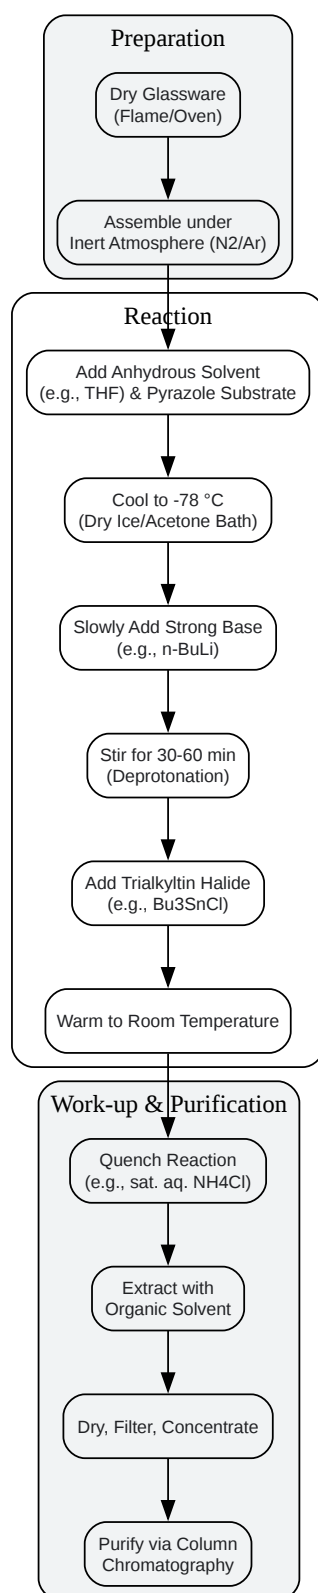 Preparation
Dry Glassware
(Flame/Oven)
Assemble under
Inert Atmosphere (N2/Ar)
Reaction
Add Anhydrous Solvent
(e.g., THF) & Pyrazole Substrate
Cool to -78 °C
(Dry Ice/Acetone Bath)
Slowly Add Strong Base
(e.g., n-BuLi)
Stir for 30-60 min
(Deprotonation)
Add Trialkyltin Halide
(e.g., Bu3SnCl)
Warm to Room Temperature
Work-up & Purification
Quench Reaction
(e.g., sat. aq. NH4Cl)
Extract with
Organic Solvent
Dry, Filter, Concentrate
Purify via Column
Chromatography